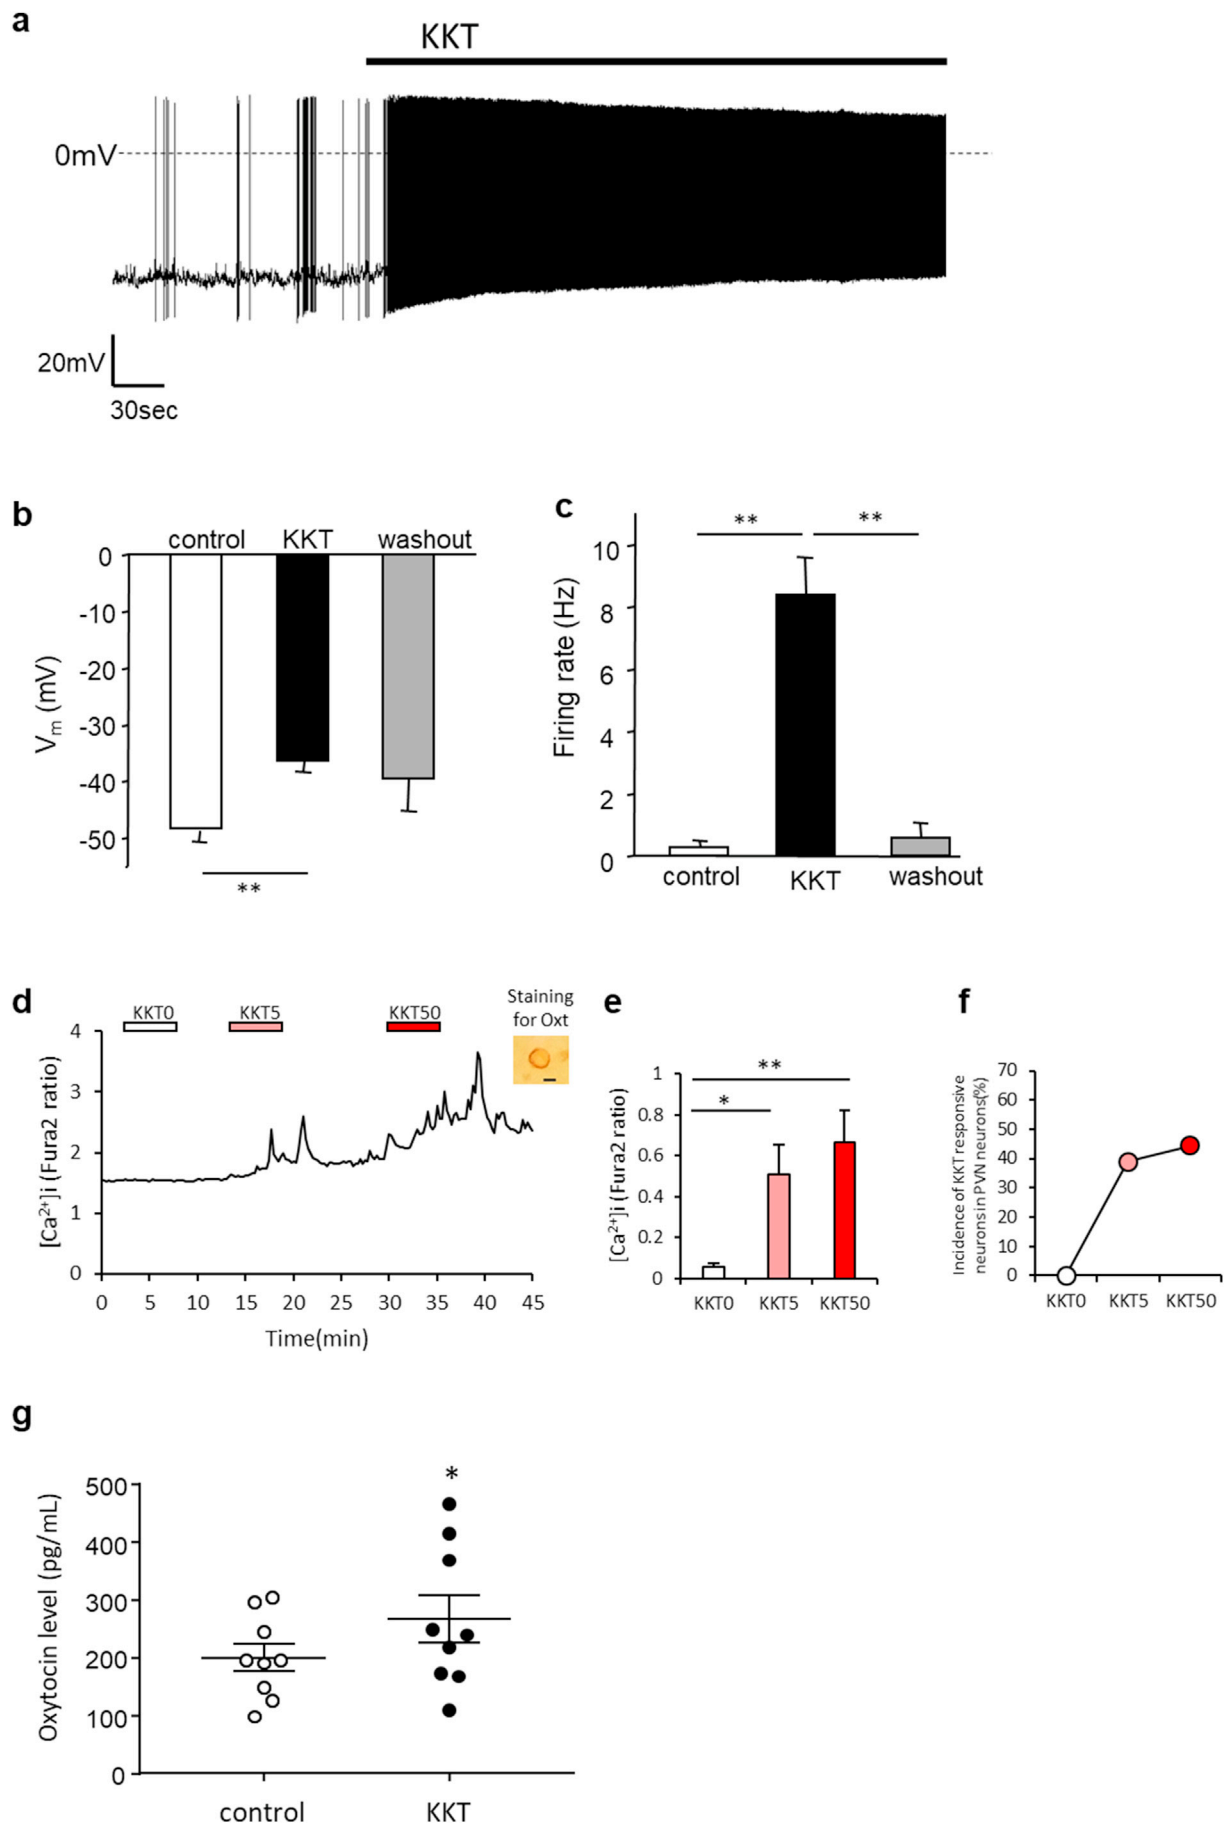 a
KKT
0mV
20mV
30sec
b
control KKT washout
0
-10
-20
-30
-40
-50
Vm (mV)
**
c
** **
10
8
6
4
2
0
Firing rate (Hz)
control KKT washout
d
KKT0 KKT5 KKT50
Staining
for Oxt
4
3
2
1
0
[Ca2+]i (Fura2 ratio)
0 5 10 15 20 25 30 35 40 45
Time(min)
e
**
*
1
0.8
0.6
0.4
0.2
0
[Ca2+]i (Fura2 ratio)
KKT0 KKT5 KKT50
f
70
60
50
40
30
20
10
0
Incidence of KKT responsive
neurons in PVN neurons(%)
KKT0 KKT5 KKT50
g
*
500
400
300
200
100
0
Oxytocin level (pg/mL)
control KKT